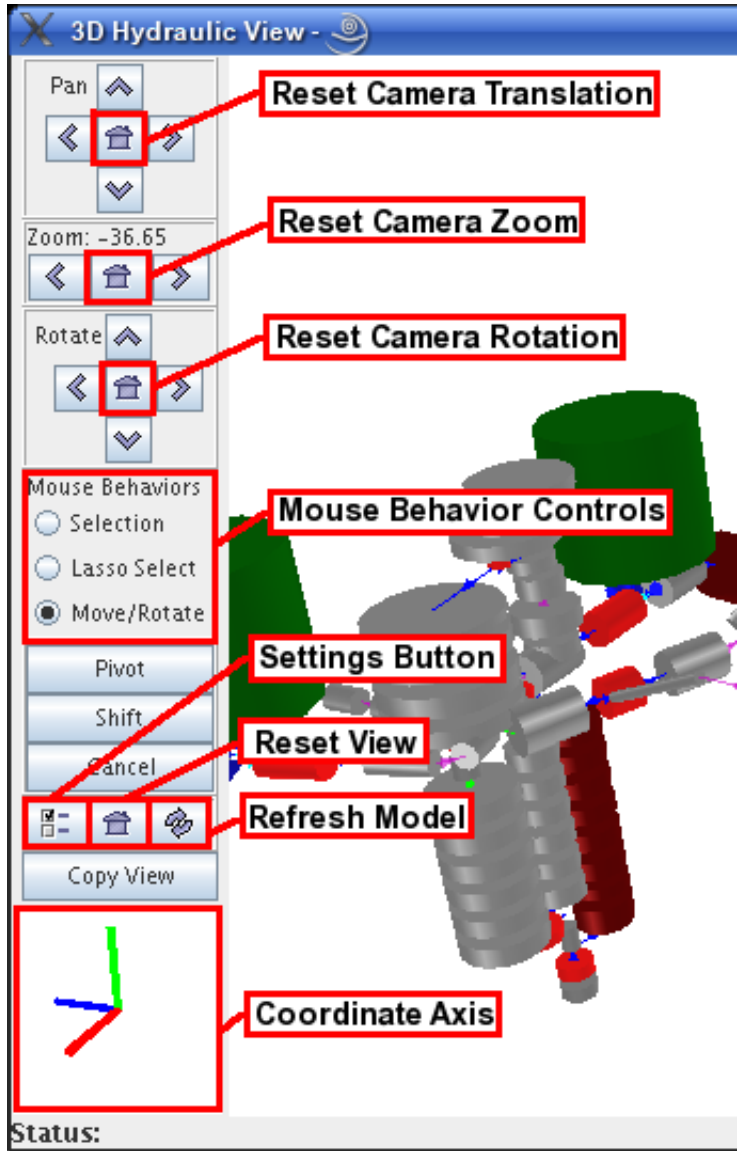 3D Hydraulic View -
Pan
Reset Camera Translation
Reset Camera Zoom
Zoom: -36.65
Rotate
Reset Camera Rotation
Mouse Behaviors
Selection
Mouse Behavior Controls
Lasso Select
Move/Rotate
Settings Button
Pivot
Shift
Reset View
Cancel
Refresh Model
Copy View
Coordinate Axis
Status: